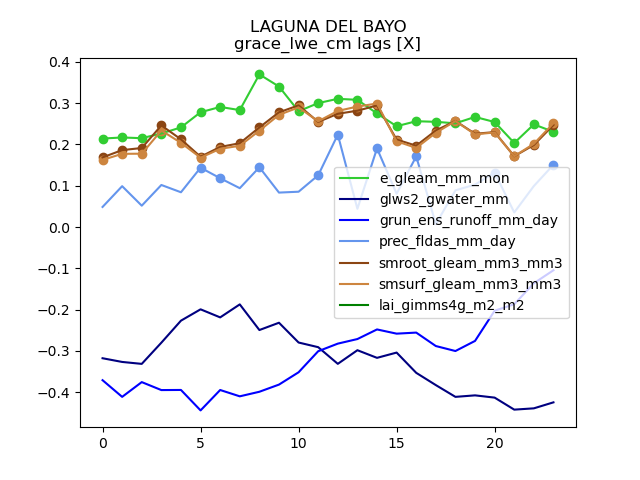 LAGUNA DEL BAYO
grace_lwe_cm lags [X]
0.4
0.3
0.2
0.1
0.0
−0.1
−0.2
−0.3
−0.4
e_gleam_mm_mon
glws2_gwater_mm
grun_ens_runoff_mm_day
prec_fldas_mm_day
smroot_gleam_mm3_mm3
smsurf_gleam_mm3_mm3
lai_gimms4g_m2_m2
0 5 10 15 20